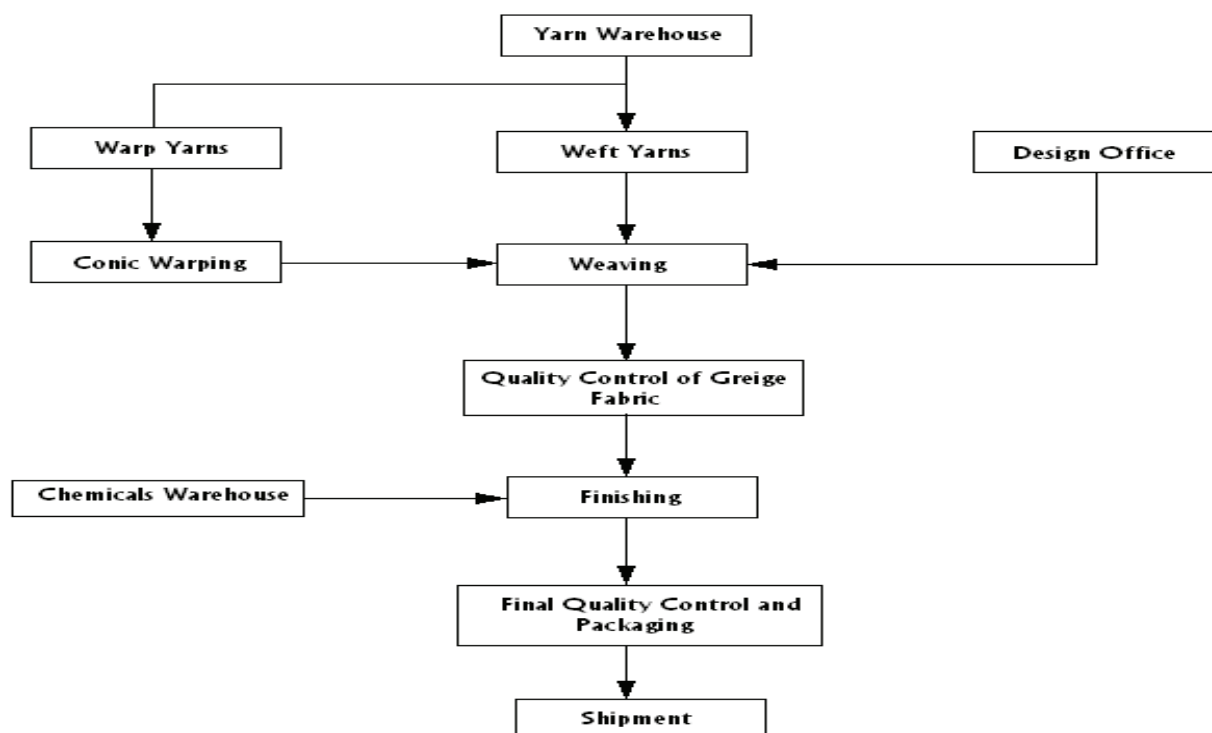 Yarn Warehouse
Warp Yarns
Weft Yarns
Design Office
Conic Warping
Weaving
Quality Control of Greige
Fabric
Chemicals Warehouse
Finishing
Final Quality Control and
Packaging
Shipment